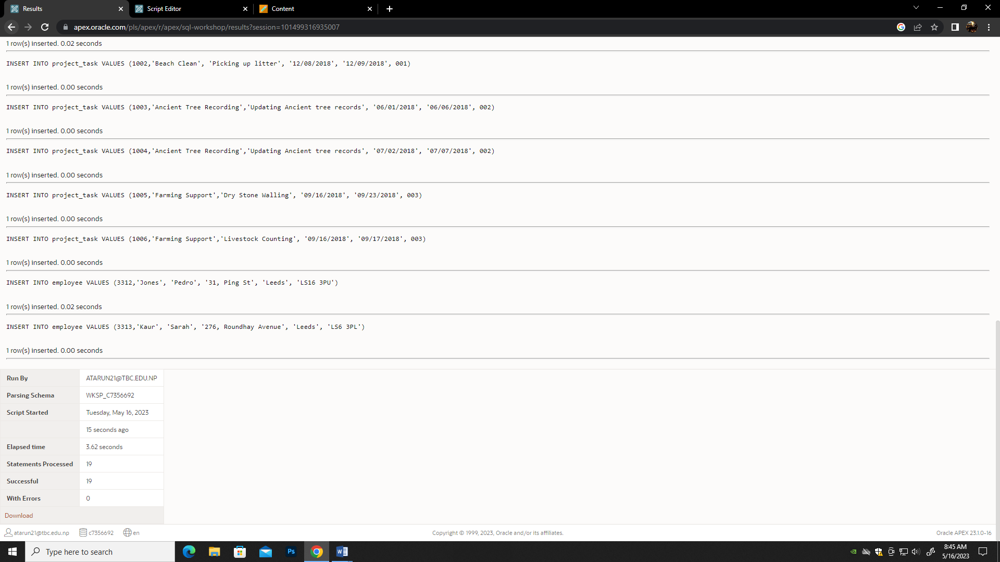 Results
Script Editor
Content
apex.oracle.com/pls/apex/r/apex/sql-workshop/results?session=101499316935007
1 row(s) inserted. 0.02 seconds
INSERT INTO project_task VALUES (1002,'Beach Clean', 'Picking up litter', '12/08/2018', '12/09/2018', 001)
1 row(s) inserted. 0.00 seconds
INSERT INTO project_task VALUES (1003,'Ancient Tree Recording','Updating Ancient tree records', '06/01/2018', '06/06/2018', 002)
1 row(s) inserted. 0.00 seconds
INSERT INTO project_task VALUES (1004,'Ancient Tree Recording','Updating Ancient tree records', '07/02/2018', '07/07/2018', 002)
1 row(s) inserted. 0.00 seconds
INSERT INTO project_task VALUES (1005,'Farming Support','Dry Stone Walling', '09/16/2018', '09/23/2018', 003)
1 row(s) inserted. 0.00 seconds
INSERT INTO project_task VALUES (1006,'Farming Support','Livestock Counting', '09/16/2018', '09/17/2018', 003)
1 row(s) inserted. 0.00 seconds
INSERT INTO employee VALUES (3312,'Jones', 'Pedro', '31, Ping St', 'Leeds', 'LS16 3PU')
1 row(s) inserted. 0.02 seconds
INSERT INTO employee VALUES (3313,'Kaur', 'Sarah', '276, Roundhay Avenue', 'Leeds', 'LS6 3PL')
1 row(s) inserted. 0.00 seconds
Run By ATARUN21@TBC.EDU.NP
Parsing Schema WKSP_C7356692
Script Started Tuesday, May 16, 2023
15 seconds ago
Elapsed time 3.62 seconds
Statements Processed 19
Successful 19
With Errors 0
Download
atarun21@tbc.edu.np c7356692 en Copyright © 1999, 2023, Oracle and/or its affiliates. Oracle APEX 23.1.0-16
Type here to search
Ps
W
8:45 AM
5/16/2023